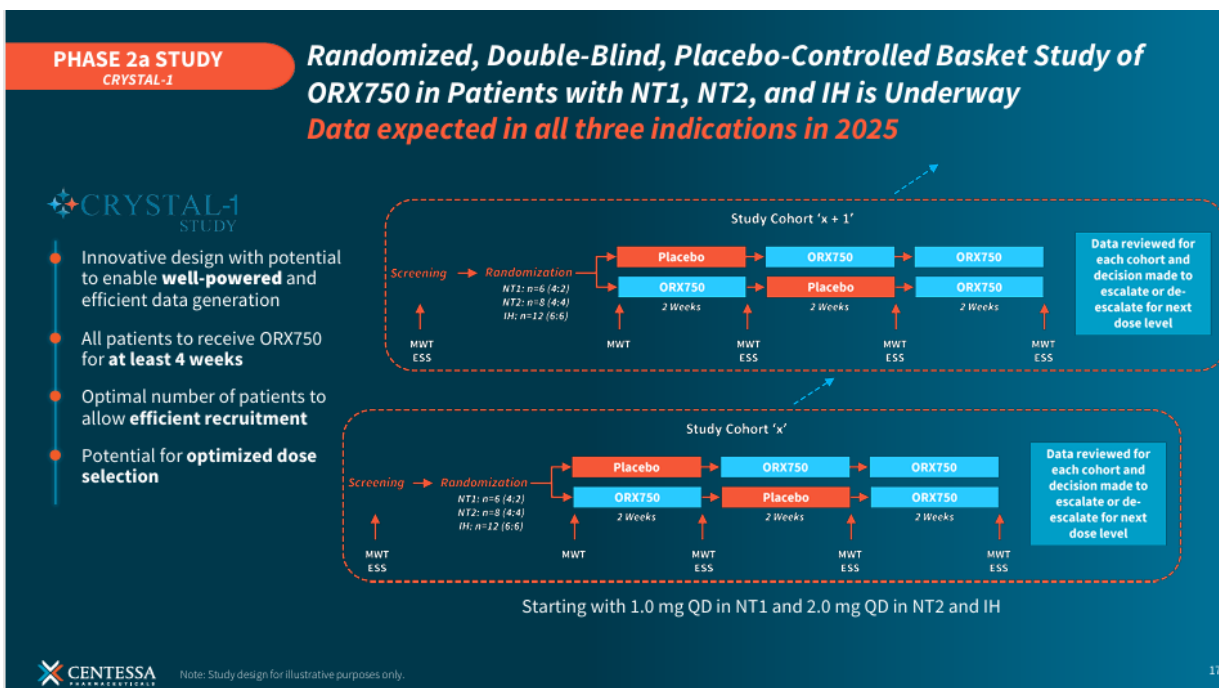 PHASE 2a STUDY
CRYSTAL-1
Randomized, Double-Blind, Placebo-Controlled Basket Study of
ORX750 in Patients with NT1, NT2, and IH is Underway
Data expected in all three indications in 2025
CRYSTAL-1
STUDY
Innovative design with potential
to enable well-powered and
efficient data generation
All patients to receive ORX750
for at least 4 weeks
Optimal number of patients to
allow efficient recruitment
Potential for optimized dose
selection
Study Cohort 'x + 1'
Screening
Randomization
NT1: n=6 (4:2)
NT2: n=8 (4:4)
IH: n=12 (6:6)
Placebo
ORX750
ORX750
ORX750
Placebo
ORX750
2 Weeks
2 Weeks
2 Weeks
MWT
ESS
MWT
MWT
ESS
MWT
ESS
MWT
ESS
Data reviewed for
each cohort and
decision made to
escalate or de-
escalate for next
dose level
Study Cohort 'x'
Screening
Randomization
NT1: n=6 (4:2)
NT2: n=8 (4:4)
IH: n=12 (6:6)
Placebo
ORX750
ORX750
ORX750
Placebo
ORX750
2 Weeks
2 Weeks
2 Weeks
MWT
ESS
MWT
MWT
ESS
MWT
ESS
MWT
ESS
Data reviewed for
each cohort and
decision made to
escalate or de-
escalate for next
dose level
Starting with 1.0 mg QD in NT1 and 2.0 mg QD in NT2 and IH
CENTESSA
PHARMACEUTICALS
Note: Study design for illustrative purposes only.
17